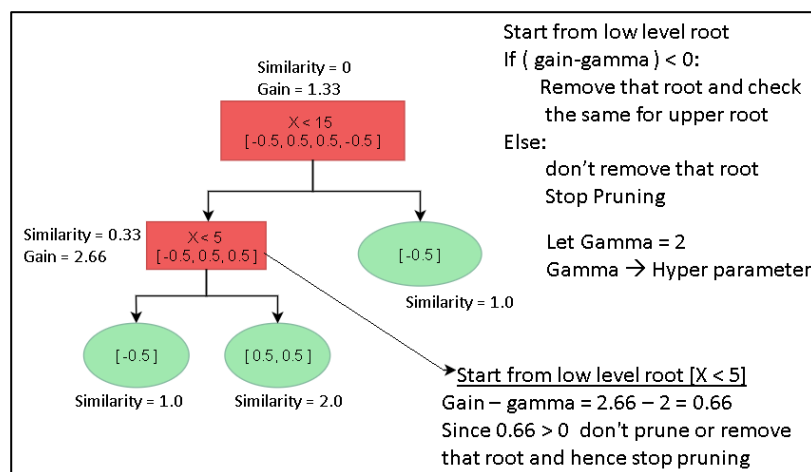 Similarity = 0
Gain = 1.33
X < 15
[ -0.5, 0.5, 0.5, -0.5 ]
Similarity = 0.33
Gain = 2.66
X < 5
[ -0.5, 0.5, 0.5 ]
[ -0.5 ]
Similarity = 1.0
[ -0.5 ]
[ 0.5, 0.5 ]
Similarity = 1.0
Similarity = 2.0
Start from low level root
If ( gain-gamma ) < 0:
Remove that root and check
the same for upper root
Else:
don't remove that root
Stop Pruning
Let Gamma = 2
Gamma → Hyper parameter
Start from low level root [X < 5]
Gain – gamma = 2.66 – 2 = 0.66
Since 0.66 > 0 don't prune or remove
that root and hence stop pruning